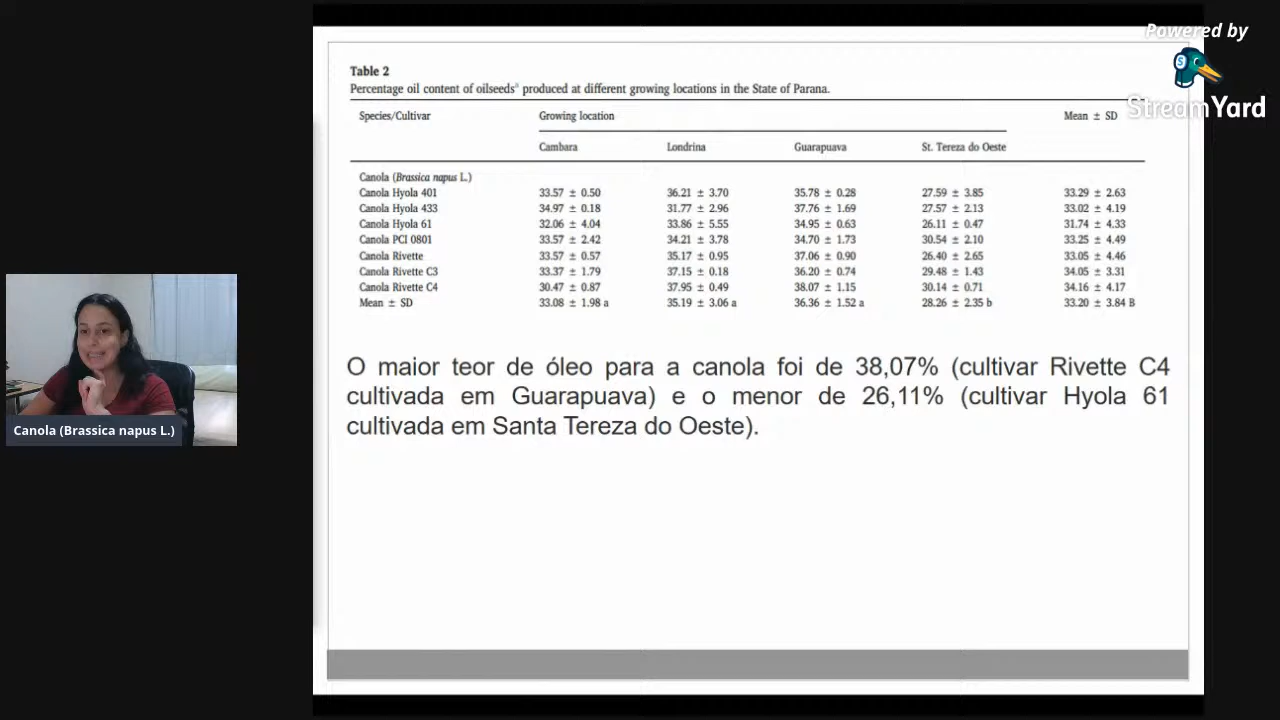 Powered by
StreamYard
Table 2
Percentage oil content of oilseedsª produced at different growing locations in the State of Parana.
Species/Cultivar Growing location Mean ± SD
Cambara Londrina Guarapuava St. Tereza do Oeste
Canola (Brassica napus L.)
Canola Hyola 401 33.57 ± 0.50 36.21 ± 3.70 35.78 ± 0.28 27.59 ± 3.85 33.29 ± 2.63
Canola Hyola 433 34.97 ± 0.18 31.77 ± 2.96 37.76 ± 1.69 27.57 ± 2.13 33.02 ± 4.19
Canola Hyola 61 32.06 ± 4.04 33.86 ± 5.55 34.95 ± 0.63 26.11 ± 0.47 31.74 ± 4.33
Canola PCI 0801 33.57 ± 2.42 34.21 ± 3.78 34.70 ± 1.73 30.54 ± 2.10 33.25 ± 4.49
Canola Rivette 33.57 ± 0.57 35.17 ± 0.95 37.06 ± 0.90 26.40 ± 2.65 33.05 ± 4.46
Canola Rivette C3 33.37 ± 1.79 37.15 ± 0.18 36.20 ± 0.74 29.48 ± 1.43 34.05 ± 3.31
Canola Rivette C4 30.47 ± 0.87 37.95 ± 0.49 38.07 ± 1.15 30.14 ± 0.71 34.16 ± 4.17
Mean ± SD 33.08 ± 1.98 a 35.19 ± 3.06 a 36.36 ± 1.52 a 28.26 ± 2.35 b 33.20 ± 3.84 B
O maior teor de óleo para a canola foi de 38,07% (cultivar Rivette C4
cultivada em Guarapuava) e o menor de 26,11% (cultivar Hyola 61
cultivada em Santa Tereza do Oeste).
Canola (Brassica napus L.)